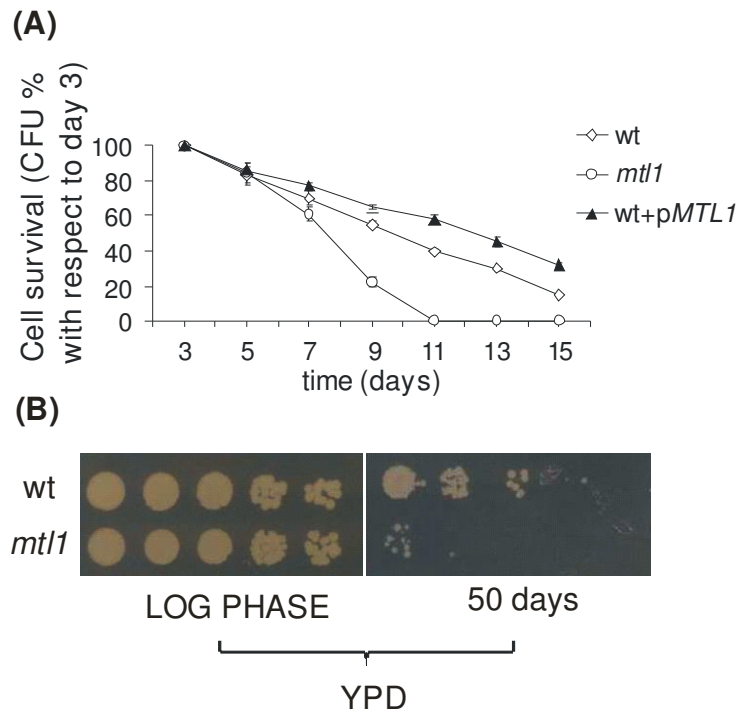 (A)
Cell survival (CFU %
with respect to day 3)
100
80
60
40
20
0
3 5 7 9 11 13 15
time (days)
wt
mtl1
wt+pMTL1
(B)
wt
mtl1
LOG PHASE
50 days
YPD